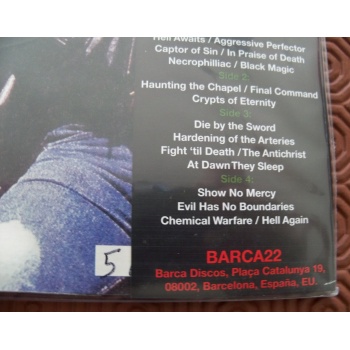 Hell Awaits / Aggressive Perfector
Captor of Sin / In Praise of Death
Necrophilliac / Black Magic
Side 2:
Haunting the Chapel / Final Command
Crypts of Eternity
Side 3:
Die by the Sword
Hardening of the Arteries
Fight 'til Death / The Antichrist
At Dawn They Sleep
Side 4:
Show No Mercy
Evil Has No Boundaries
Chemical Warfare / Hell Again
5
BARCA22
Barca Discos, Plaça Catalunya 19,
08002, Barcelona, España, EU.